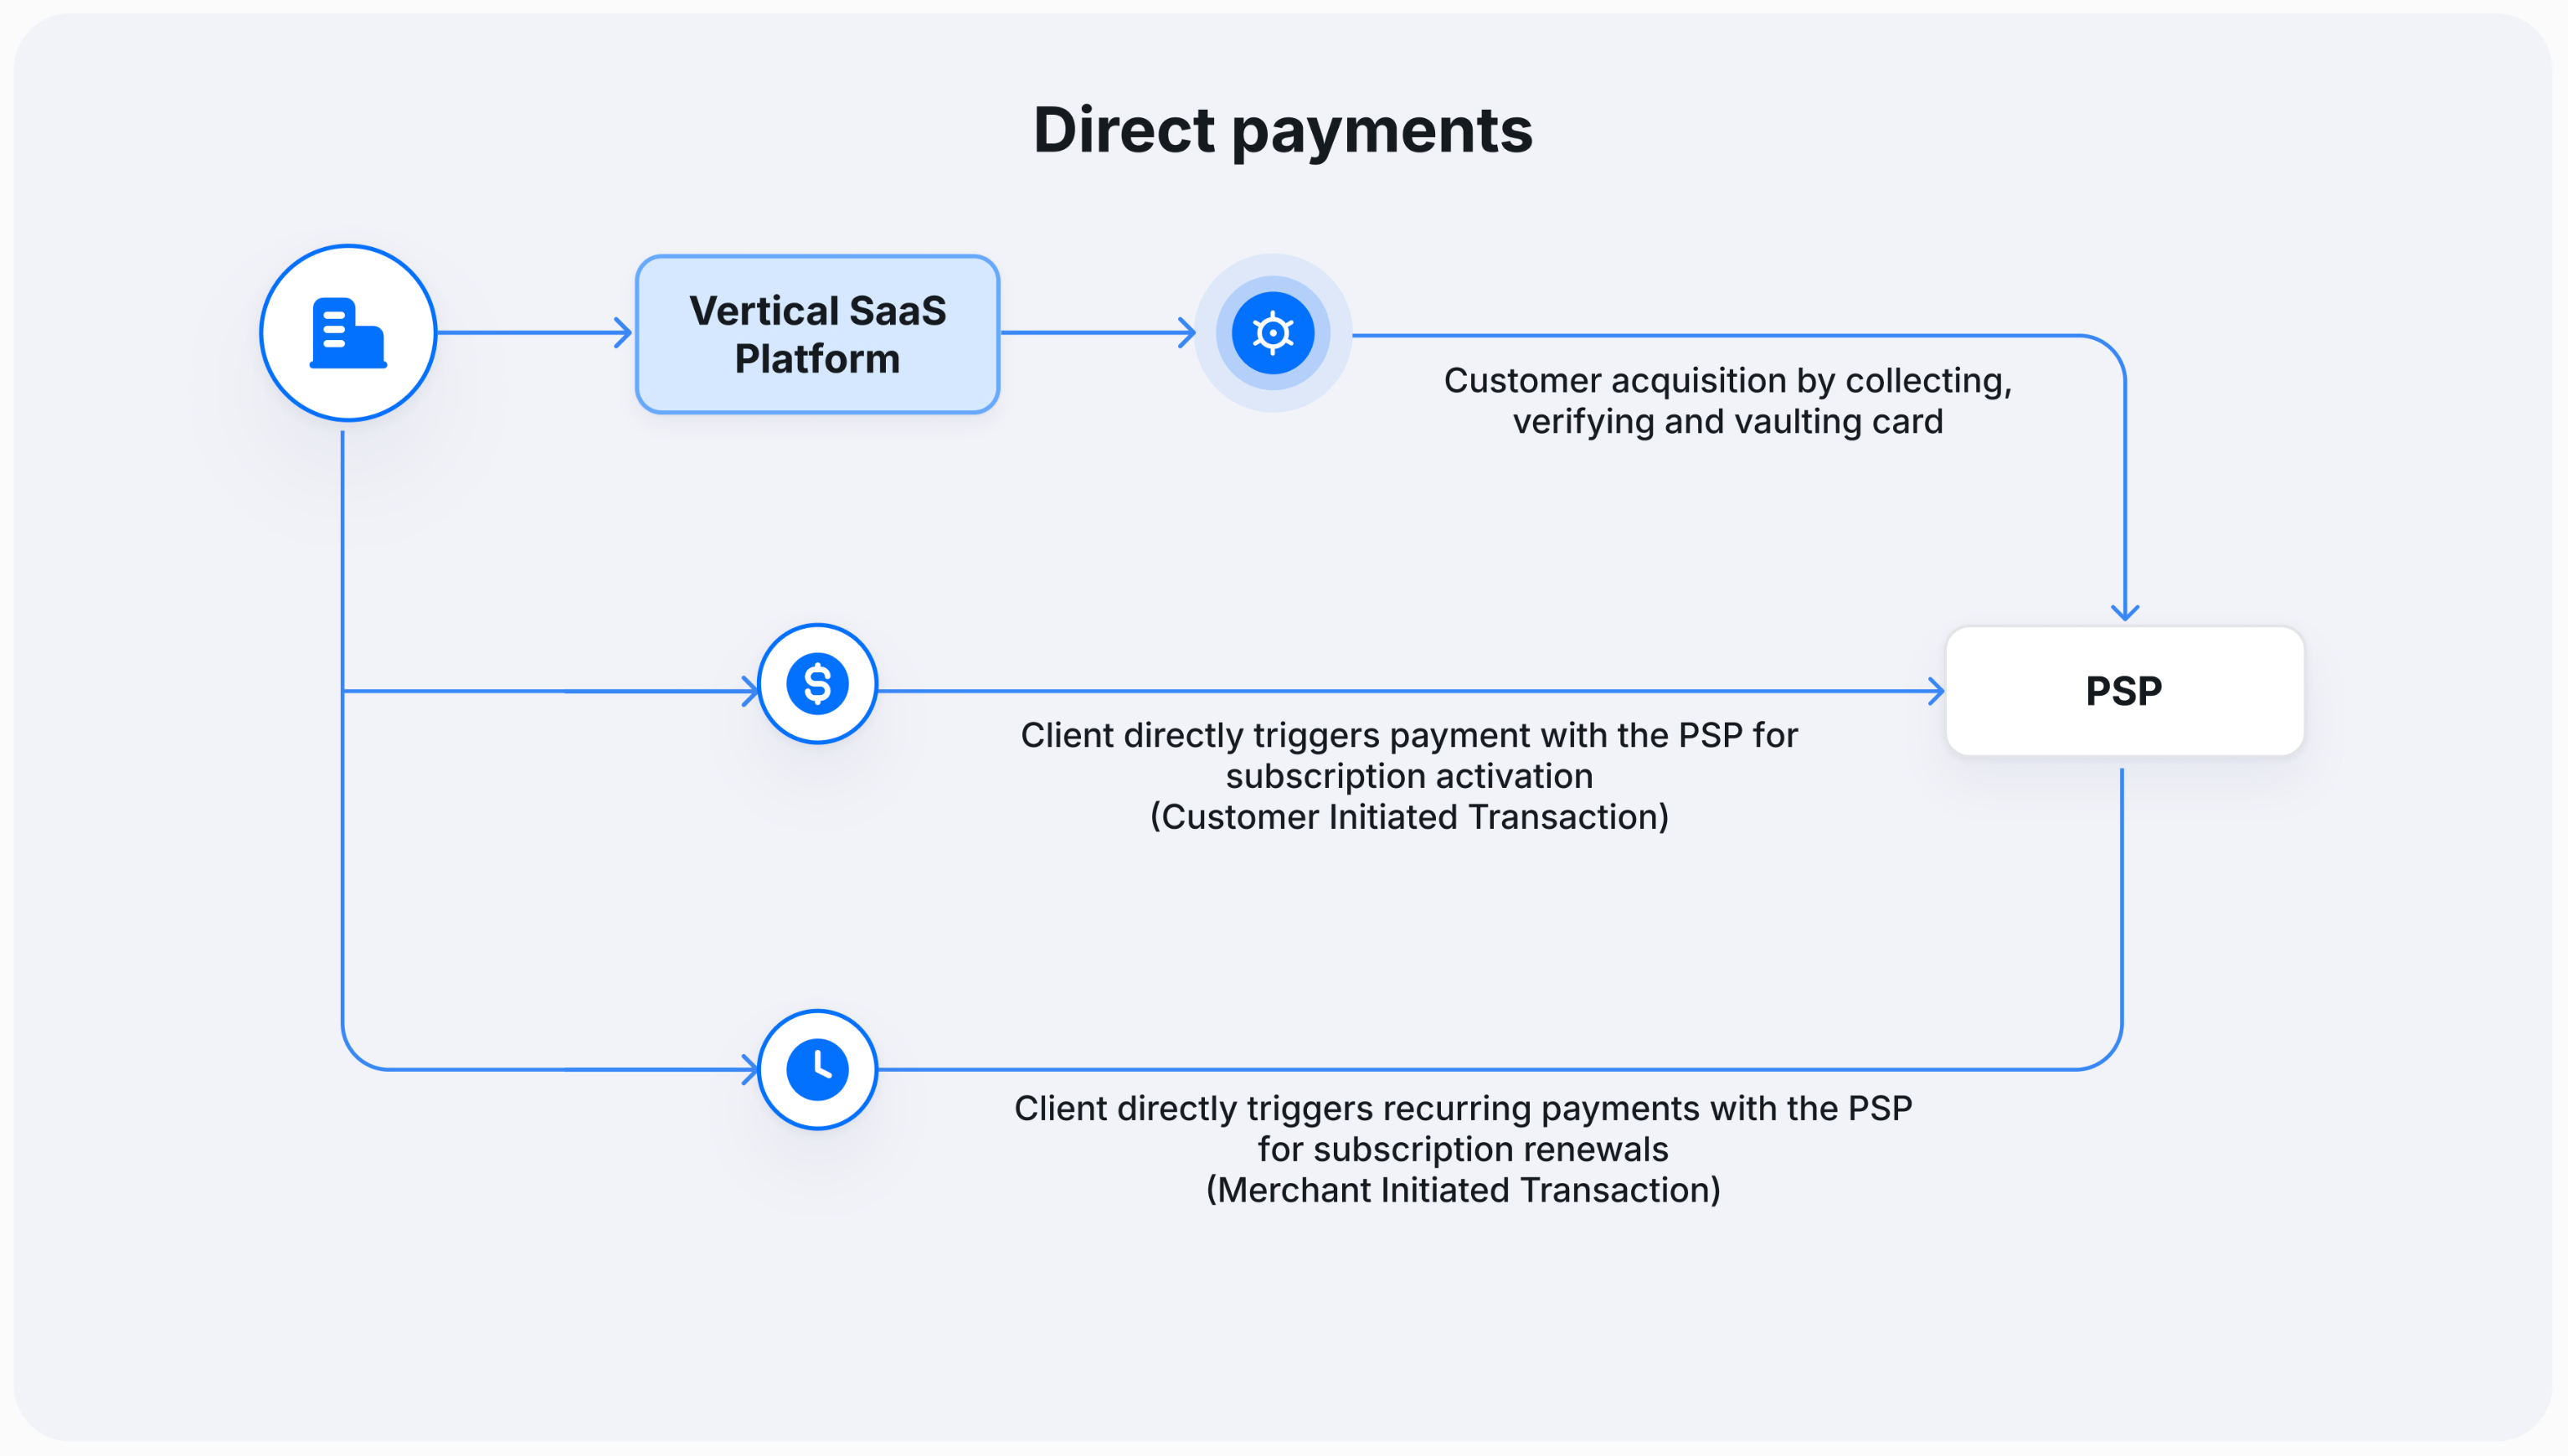 Direct payments
Vertical SaaS
Platform
Customer acquisition by collecting,
verifying and vaulting card
PSP
Client directly triggers payment with the PSP for
subscription activation
(Customer Initiated Transaction)
Client directly triggers recurring payments with the PSP
for subscription renewals
(Merchant Initiated Transaction)